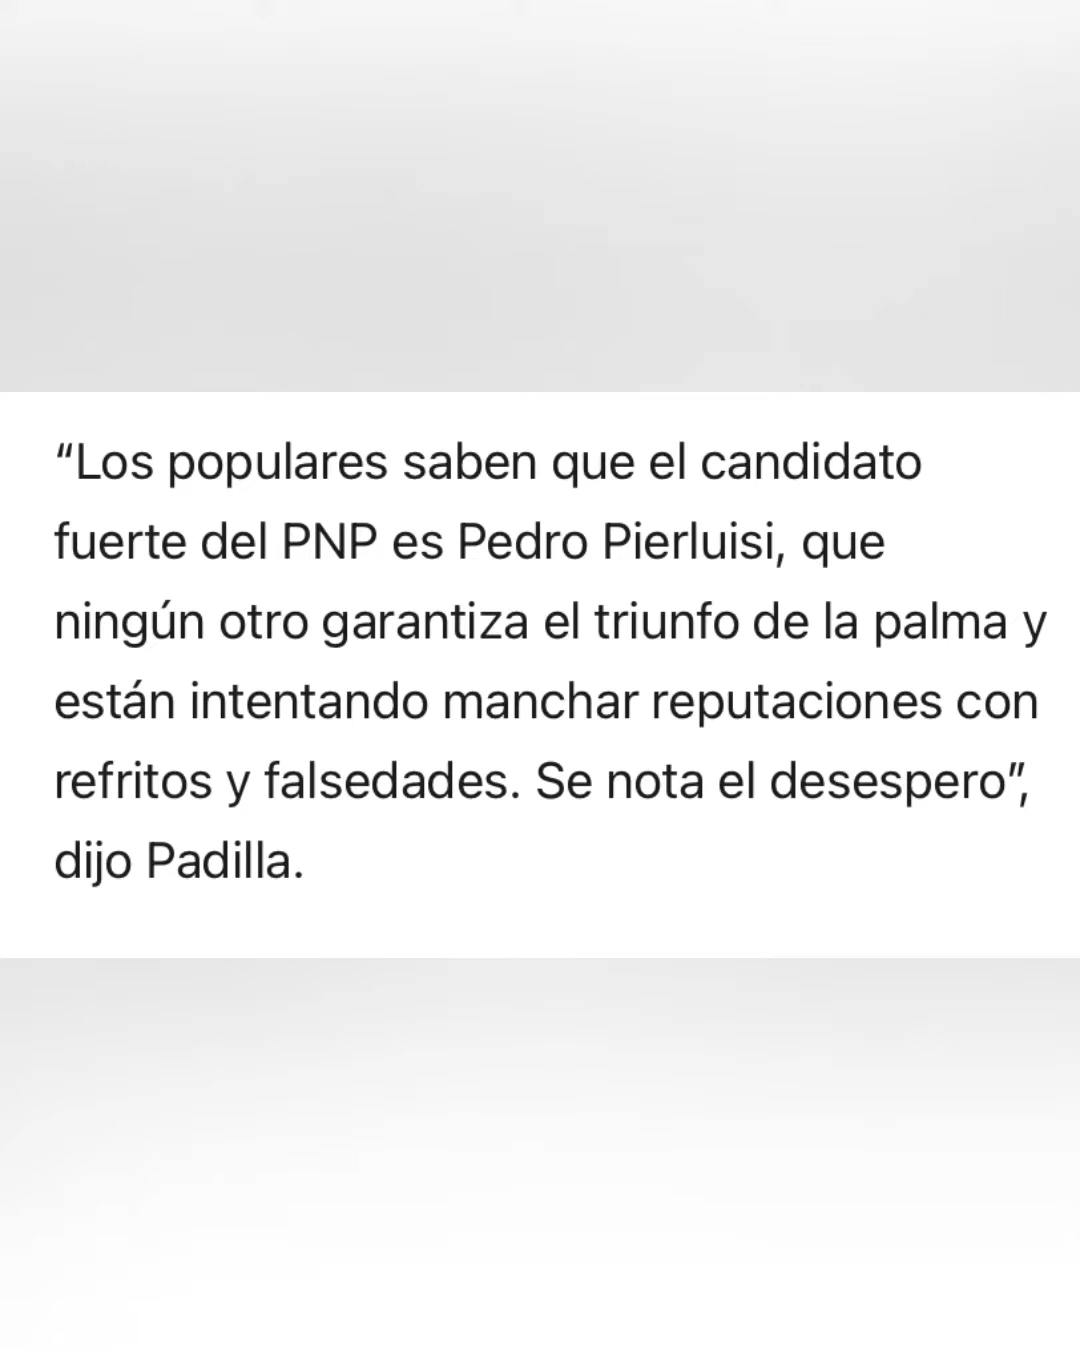 “Los populares saben que el candidato
fuerte del PNP es Pedro Pierluisi, que
ningún otro garantiza el triunfo de la palma y
están intentando manchar reputaciones con
refritos y falsedades. Se nota el desespero”,
dijo Padilla.